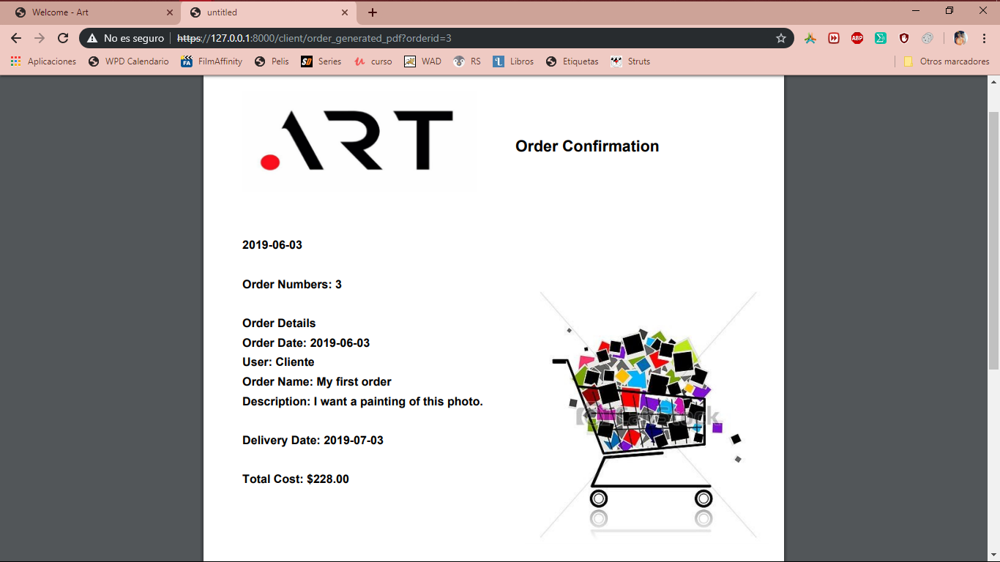 Welcome - Art
untitled
No es seguro
https://127.0.0.1:8000/client/order_generated_pdf?orderid=3
ABP
Aplicaciones
WPD Calendario
FA
FilmAffinity
Pelis
Series
curso
WAD
RS
Libros
Etiquetas
Struts
Otros marcadores
ART
Order Confirmation
2019-06-03
Order Numbers: 3
Order Details
Order Date: 2019-06-03
User: Cliente
Order Name: My first order
Description: I want a painting of this photo.
Delivery Date: 2019-07-03
Total Cost: $228.00